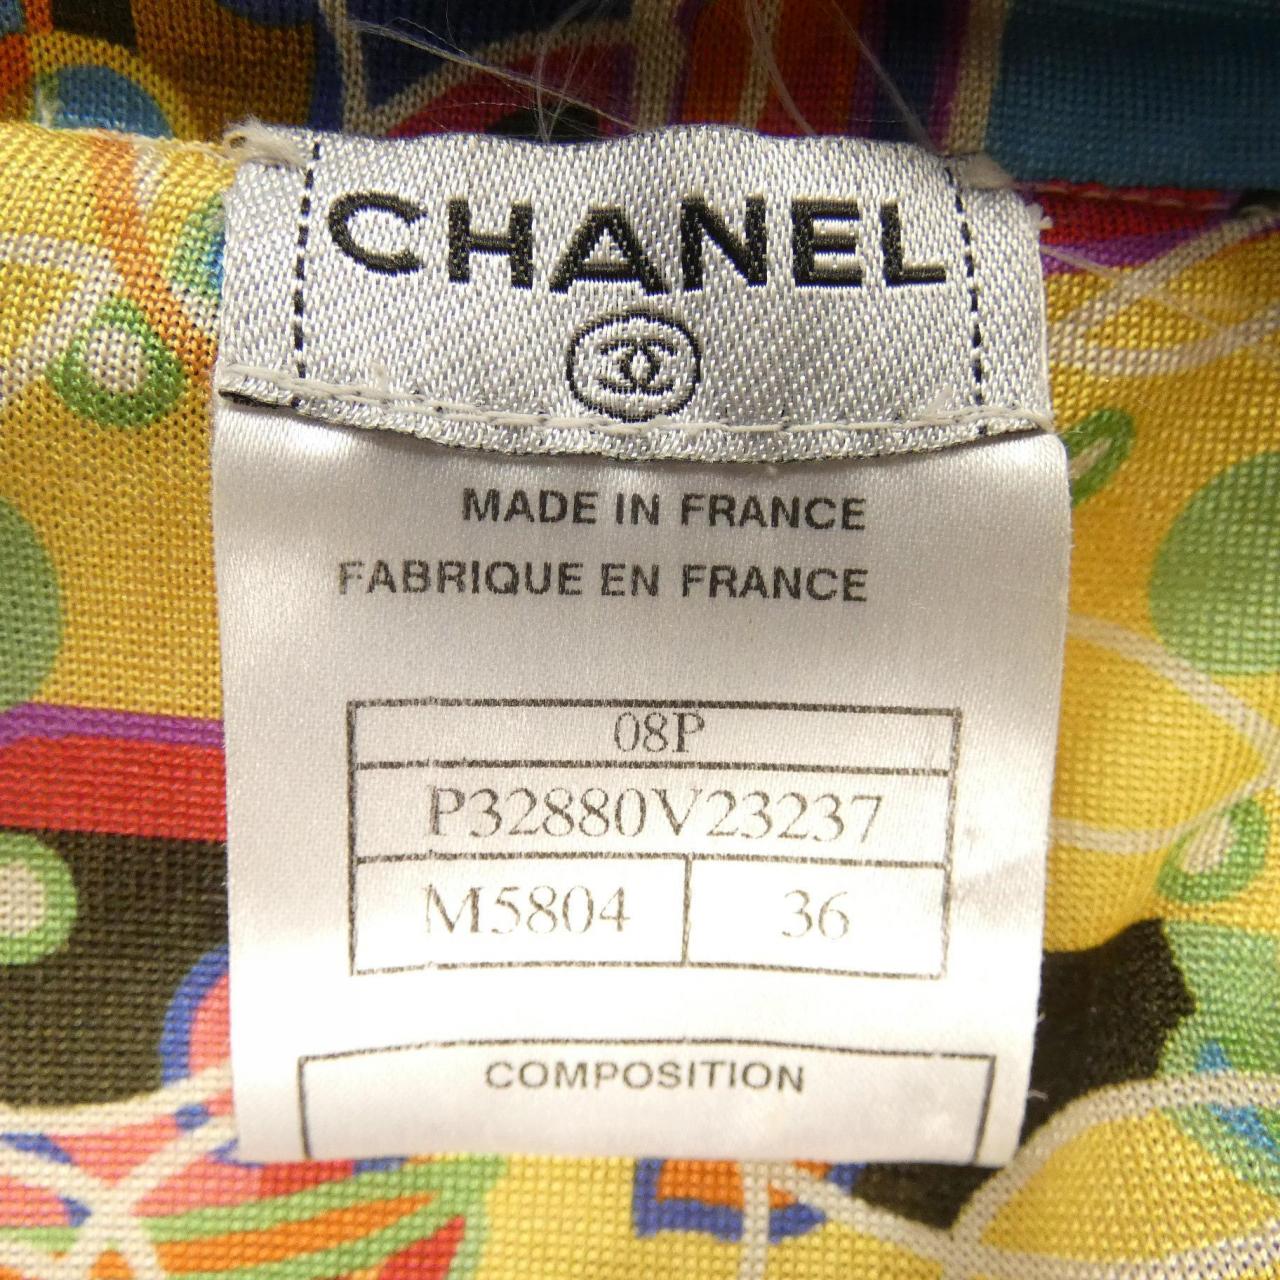 CHANEL
MADE IN FRANCE
FABRIQUE EN FRANCE
08P
P32880V23237
M5804 36
COMPOSITION